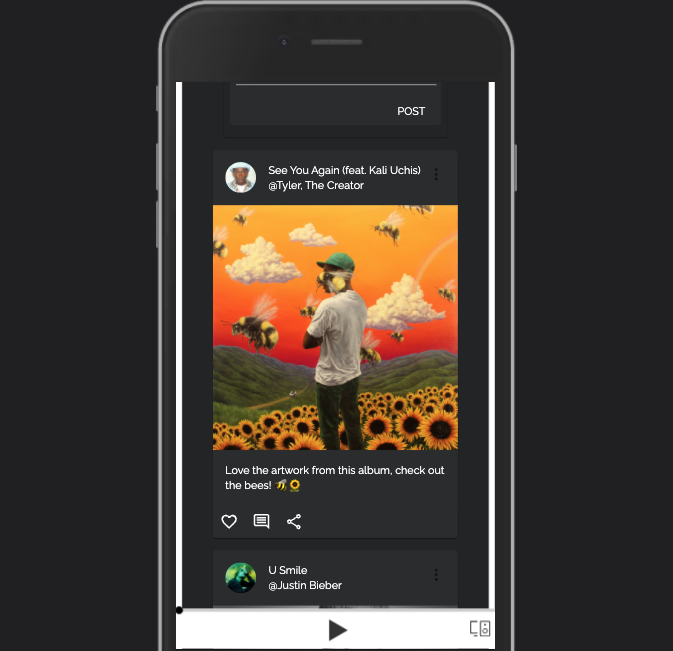 POST
See You Again (feat. Kali Uchis)
@Tyler, The Creator
Love the artwork from this album, check out
the bees! 🐝🌻
U Smile
@Justin Bieber